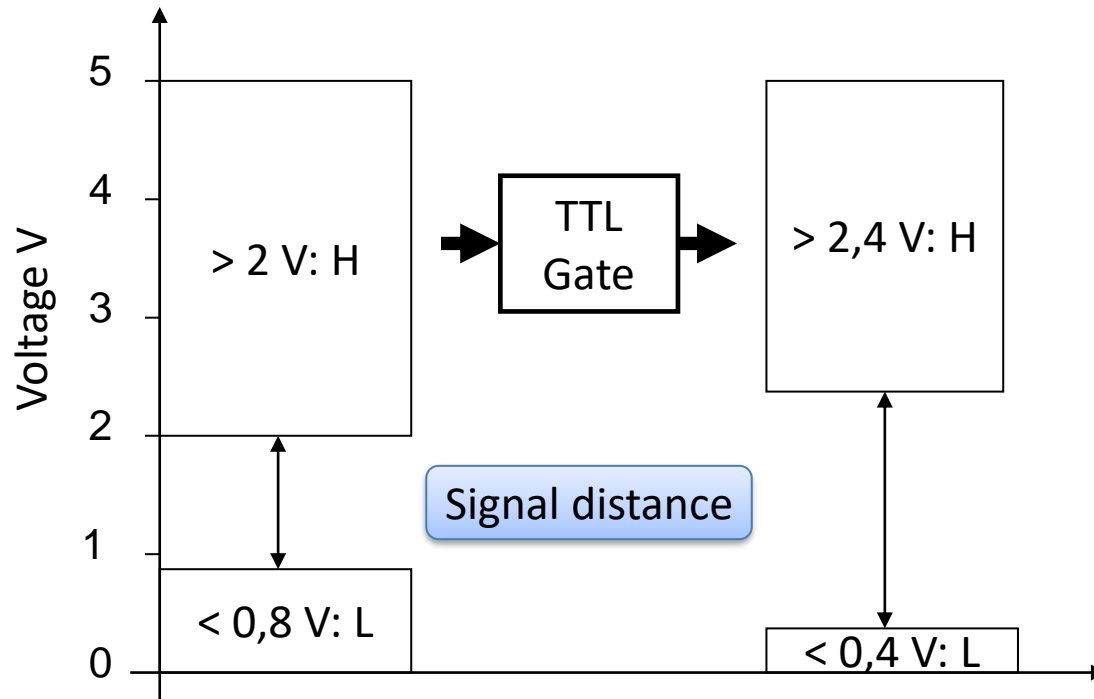 Voltage V
5
4
3
2
1
0
> 2 V: H
< 0,8 V: L
TTL
Gate
Signal distance
> 2,4 V: H
< 0,4 V: L